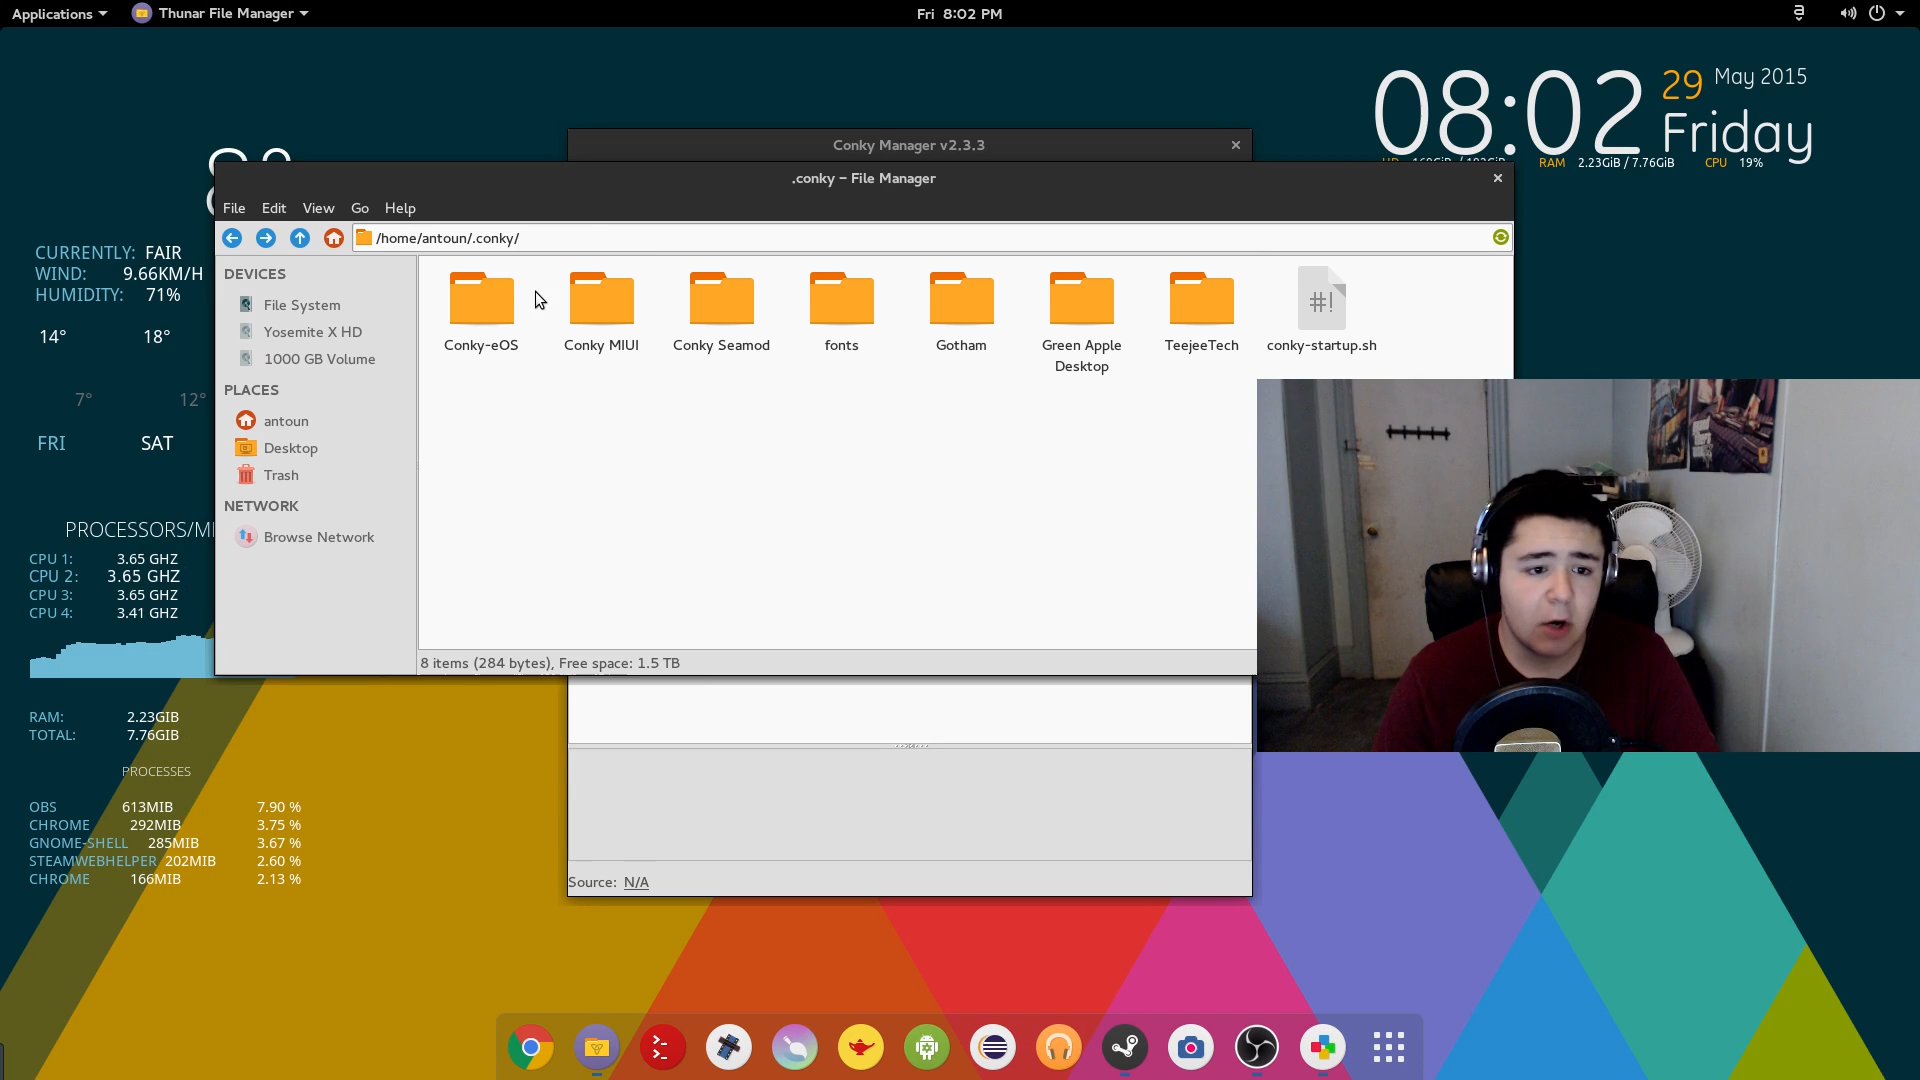 Applications
Thunar File Manager
Fri 8:02 PM
08:02
29 May 2015
Friday
RAM 2.23GiB / 7.76GiB CPU 19%
Conky Manager v2.3.3
.conky – File Manager
File Edit View Go Help
/home/antoun/.conky/
DEVICES
File System
Yosemite X HD
1000 GB Volume
PLACES
antoun
Desktop
Trash
NETWORK
Browse Network
Conky-eOS
Conky MIUI
Conky Seamod
fonts
Gotham
Green Apple
Desktop
TeejeeTech
#!
conky-startup.sh
8 items (284 bytes), Free space: 1.5 TB
Source: N/A
CURRENTLY: FAIR
WIND: 9.66KM/H
HUMIDITY: 71%
14° 18°
7° 12°
FRI SAT
PROCESSORS/
CPU 1: 3.65 GHZ
CPU 2: 3.65 GHZ
CPU 3: 3.65 GHZ
CPU 4: 3.41 GHZ
RAM: 2.23GIB
TOTAL: 7.76GIB
PROCESSES
OBS 613MIB 7.90 %
CHROME 292MIB 3.75 %
GNOME-SHELL 285MIB 3.67 %
STEAMWEBHELPER 202MIB 2.60 %
CHROME 166MIB 2.13 %